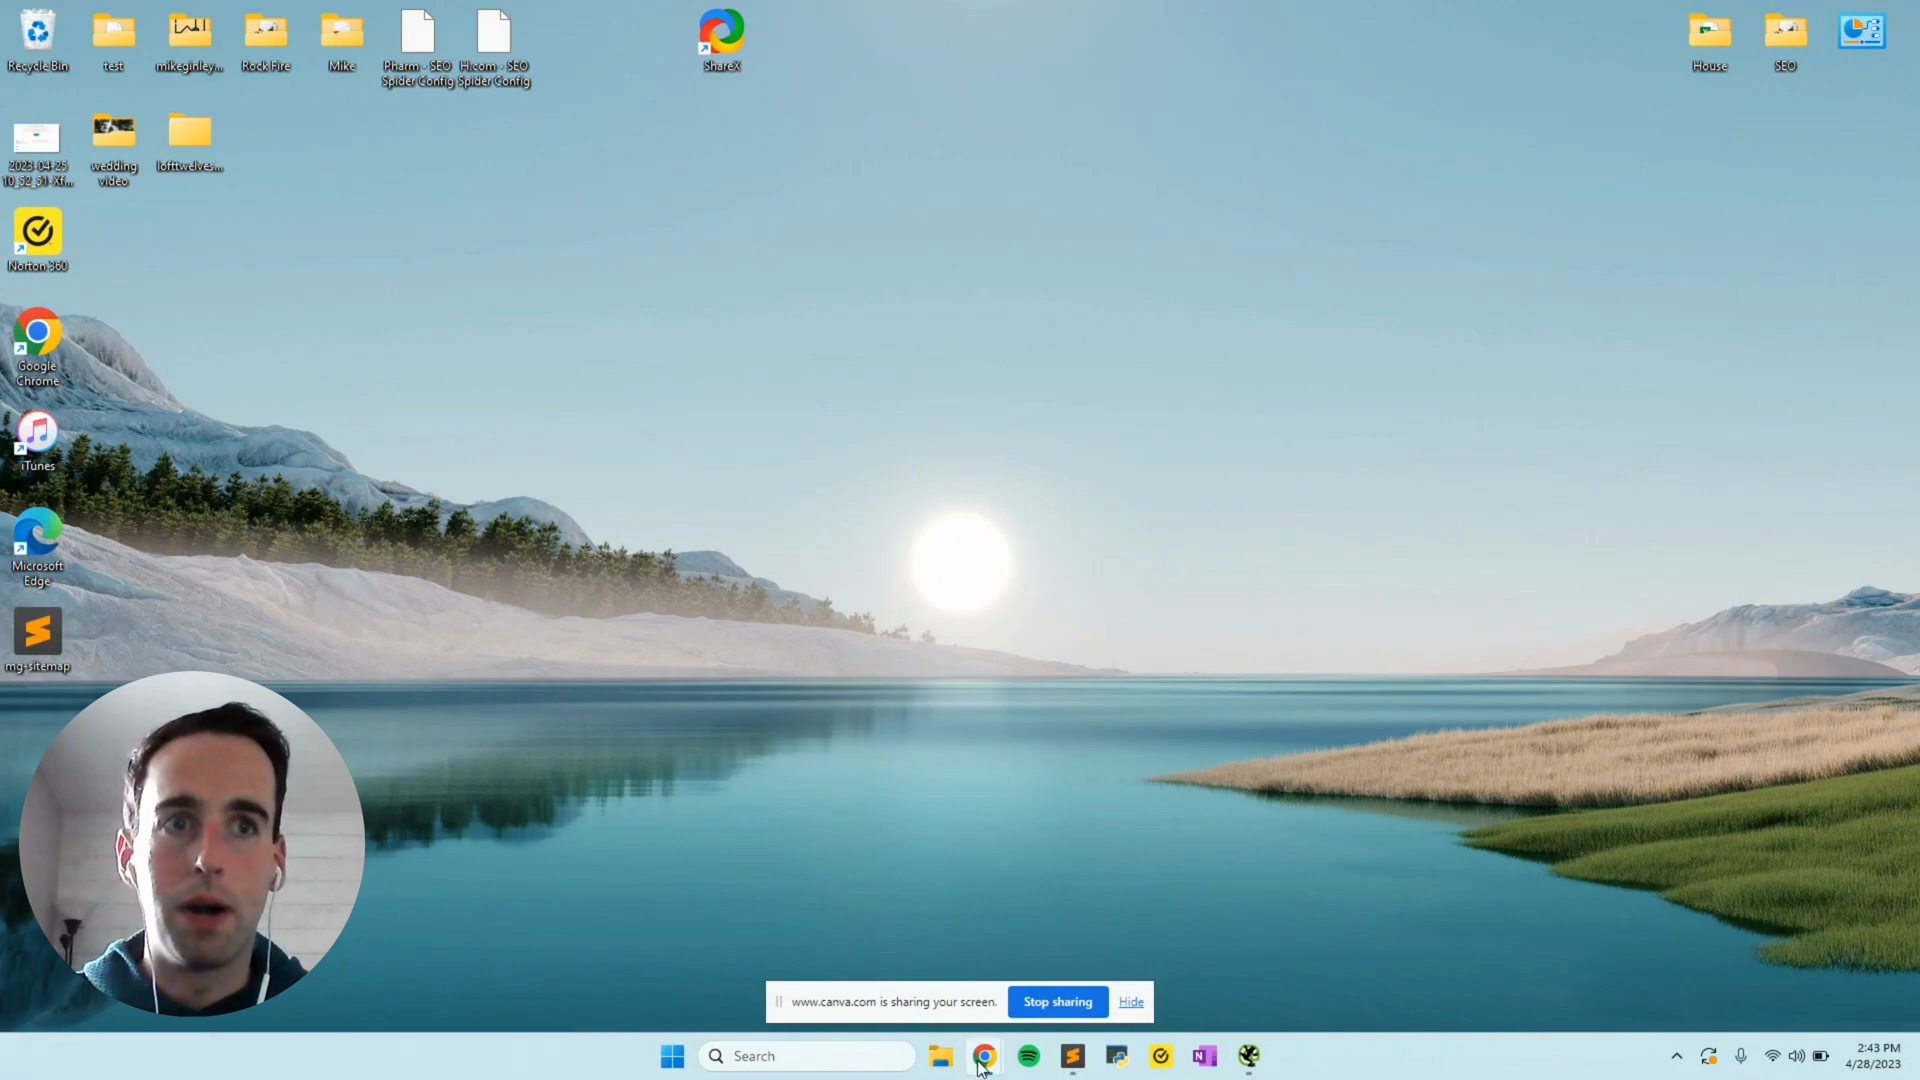 Recycle Bin
test
mikeginley...
Rock Fire
Mike
Pharm - SEO
Spider Config
H.com - SEO
Spider Config
ShareX
House
SEO
2023-04-25
10_52_51-Xf...
wedding
video
lofttwelves...
Norton 360
Google
Chrome
iTunes
Microsoft
Edge
mg-sitemap
www.canva.com is sharing your screen.
Stop sharing
Hide
Search
2:43 PM
4/28/2023